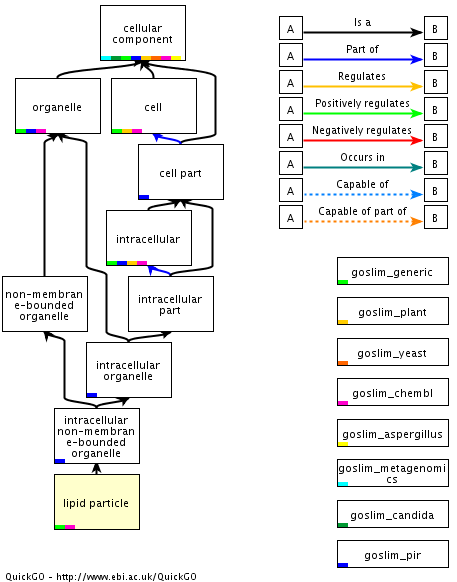 cellular
component
organelle
cell
cell part
intracellular
non-membran
e-bounded
organelle
intracellular
part
intracellular
organelle
intracellular
non-membran
e-bounded
organelle
lipid particle
A Is a B
A Part of B
A Regulates B
A Positively regulates B
A Negatively regulates B
A Occurs in B
A Capable of B
A Capable of part of B
goslim_generic
goslim_plant
goslim_yeast
goslim_chembl
goslim_aspergillus
goslim_metagenomi
cs
goslim_candida
goslim_pir
QuickGO - http://www.ebi.ac.uk/QuickGO